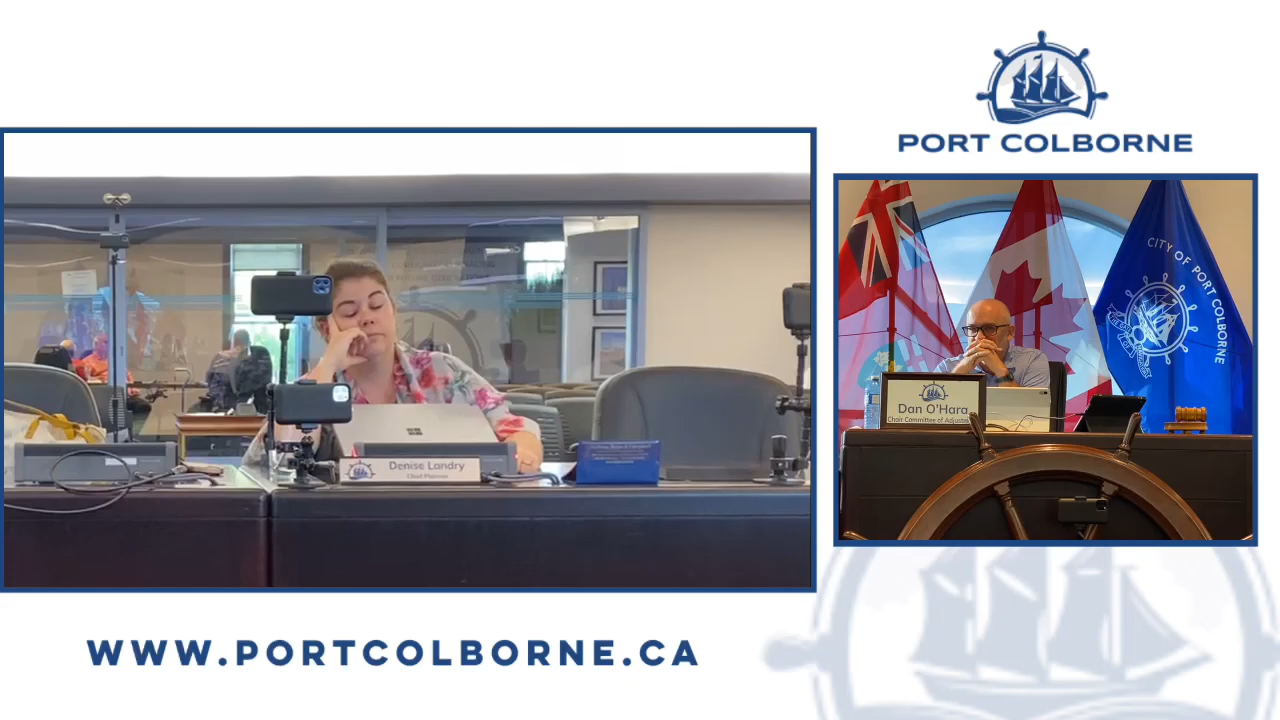 PORT COLBORNE
CITY OF PORT COLBORNE
Dan O'Hara
Chair Committee of Adjustment
Denise Landry
Chief Planner
WWW.PORTCOLBORNE.CA